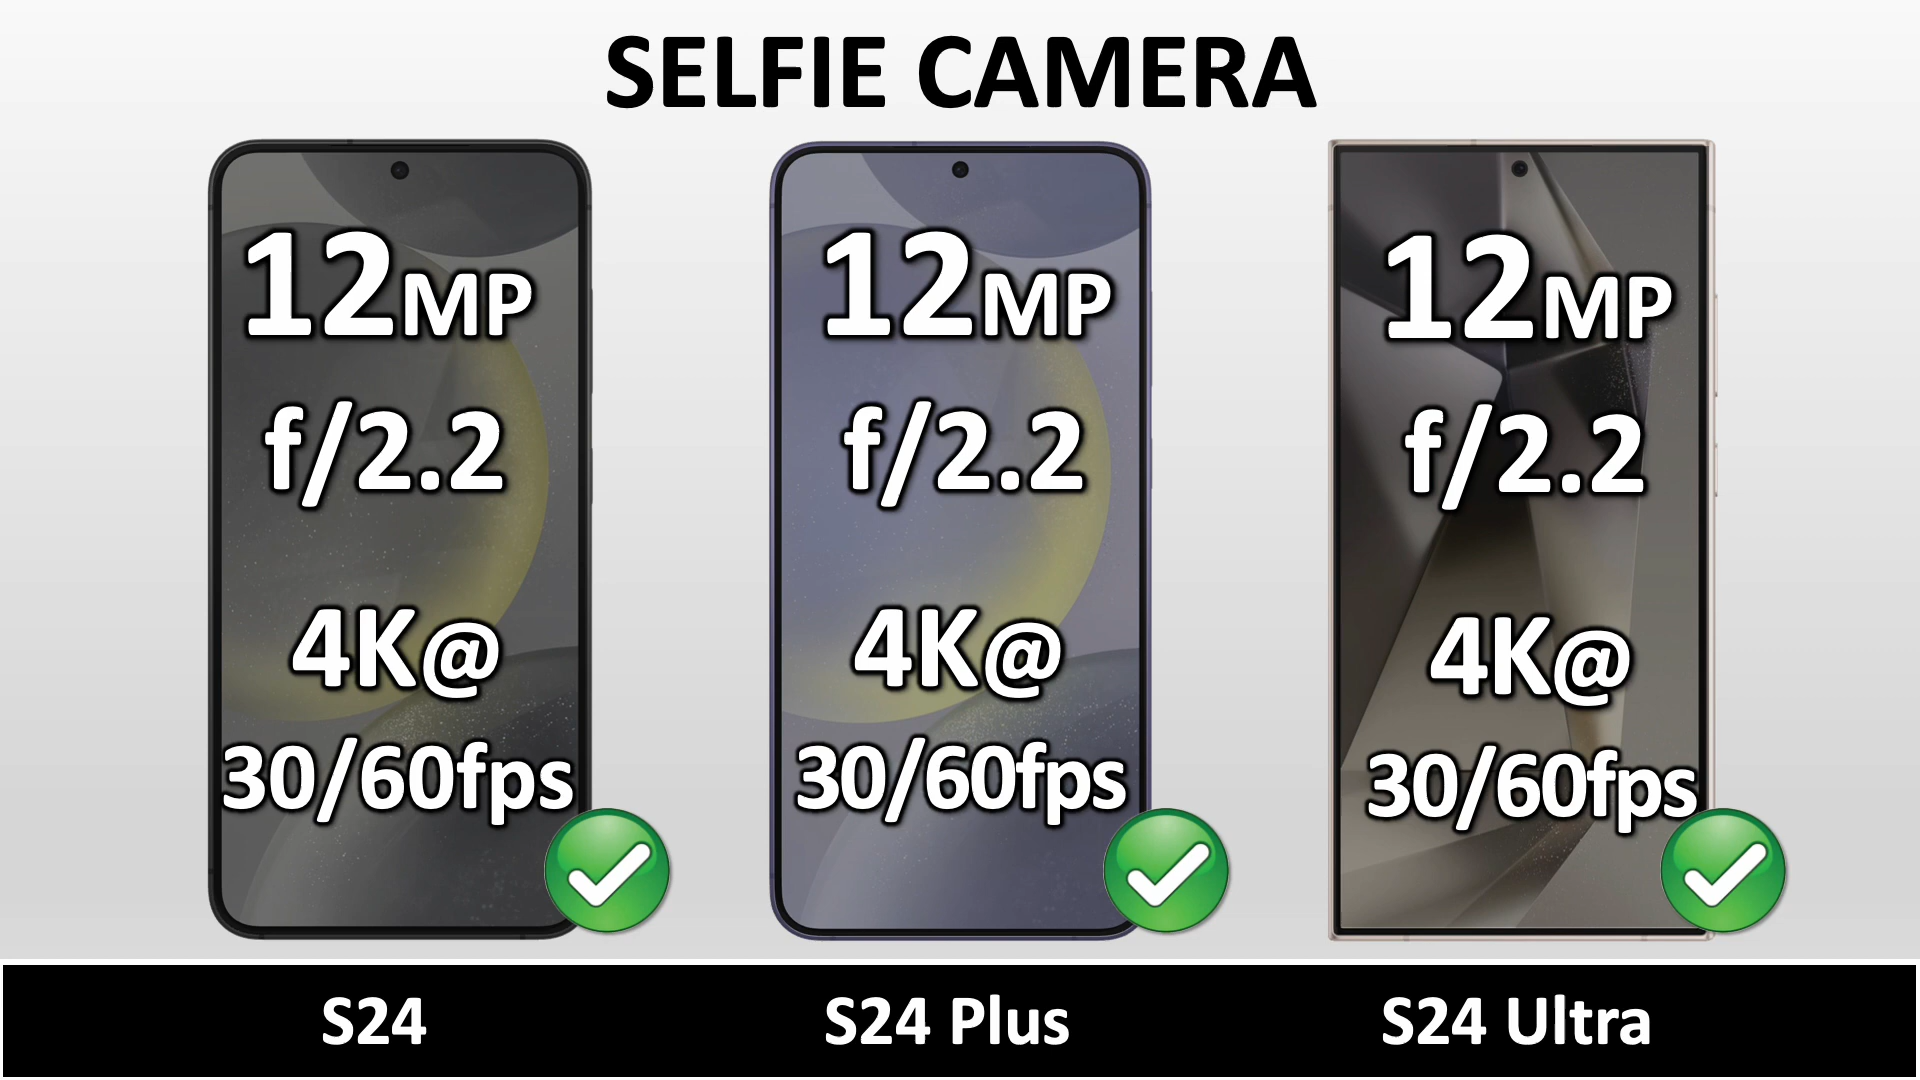 SELFIE CAMERA
12MP
f/2.2
4K@
30/60fps
12MP
f/2.2
4K@
30/60fps
12MP
f/2.2
4K@
30/60fps
S24
S24 Plus
S24 Ultra